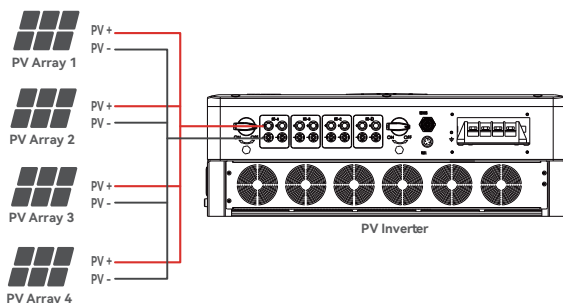 PV +
PV -
PV Array 1
PV +
PV -
PV Array 2
PV +
PV -
PV Array 3
PV +
PV -
PV Array 4
PV Inverter